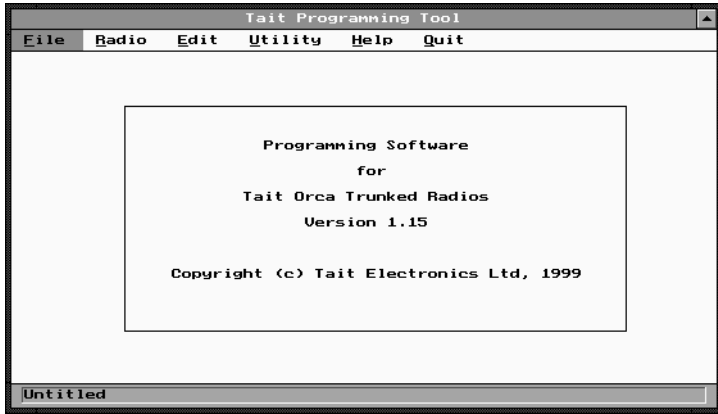 Tait Programming Tool
File Radio Edit Utility Help Quit
Programming Software
for
Tait Orca Trunked Radios
Version 1.15
Copyright (c) Tait Electronics Ltd, 1999
Untitled